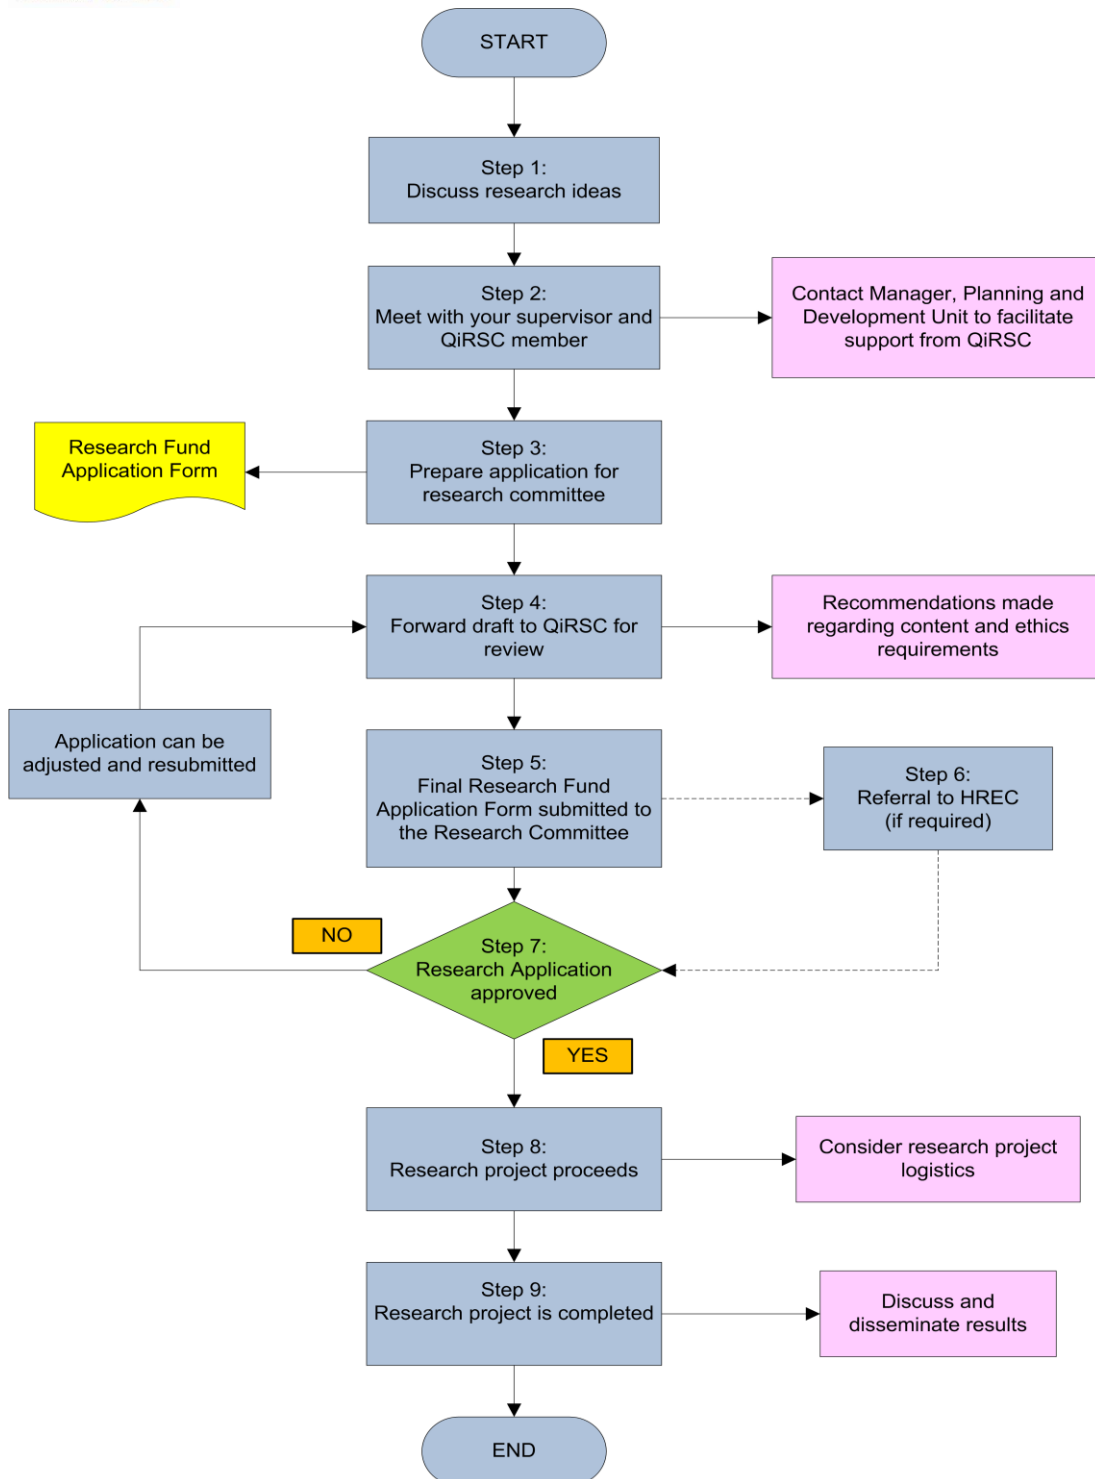 START
Step 1:
Discuss research ideas
Step 2:
Meet with your supervisor and
QiRSC member
Contact Manager, Planning and
Development Unit to facilitate
support from QiRSC
Research Fund
Application Form
Step 3:
Prepare application for
research committee
Step 4:
Forward draft to QiRSC for
review
Recommendations made
regarding content and ethics
requirements
Application can be
adjusted and resubmitted
Step 5:
Final Research Fund
Application Form submitted to
the Research Committee
Step 6:
Referral to HREC
(if required)
NO
Step 7:
Research Application
approved
YES
Step 8:
Research project proceeds
Consider research project
logistics
Step 9:
Research project is completed
Discuss and
disseminate results
END